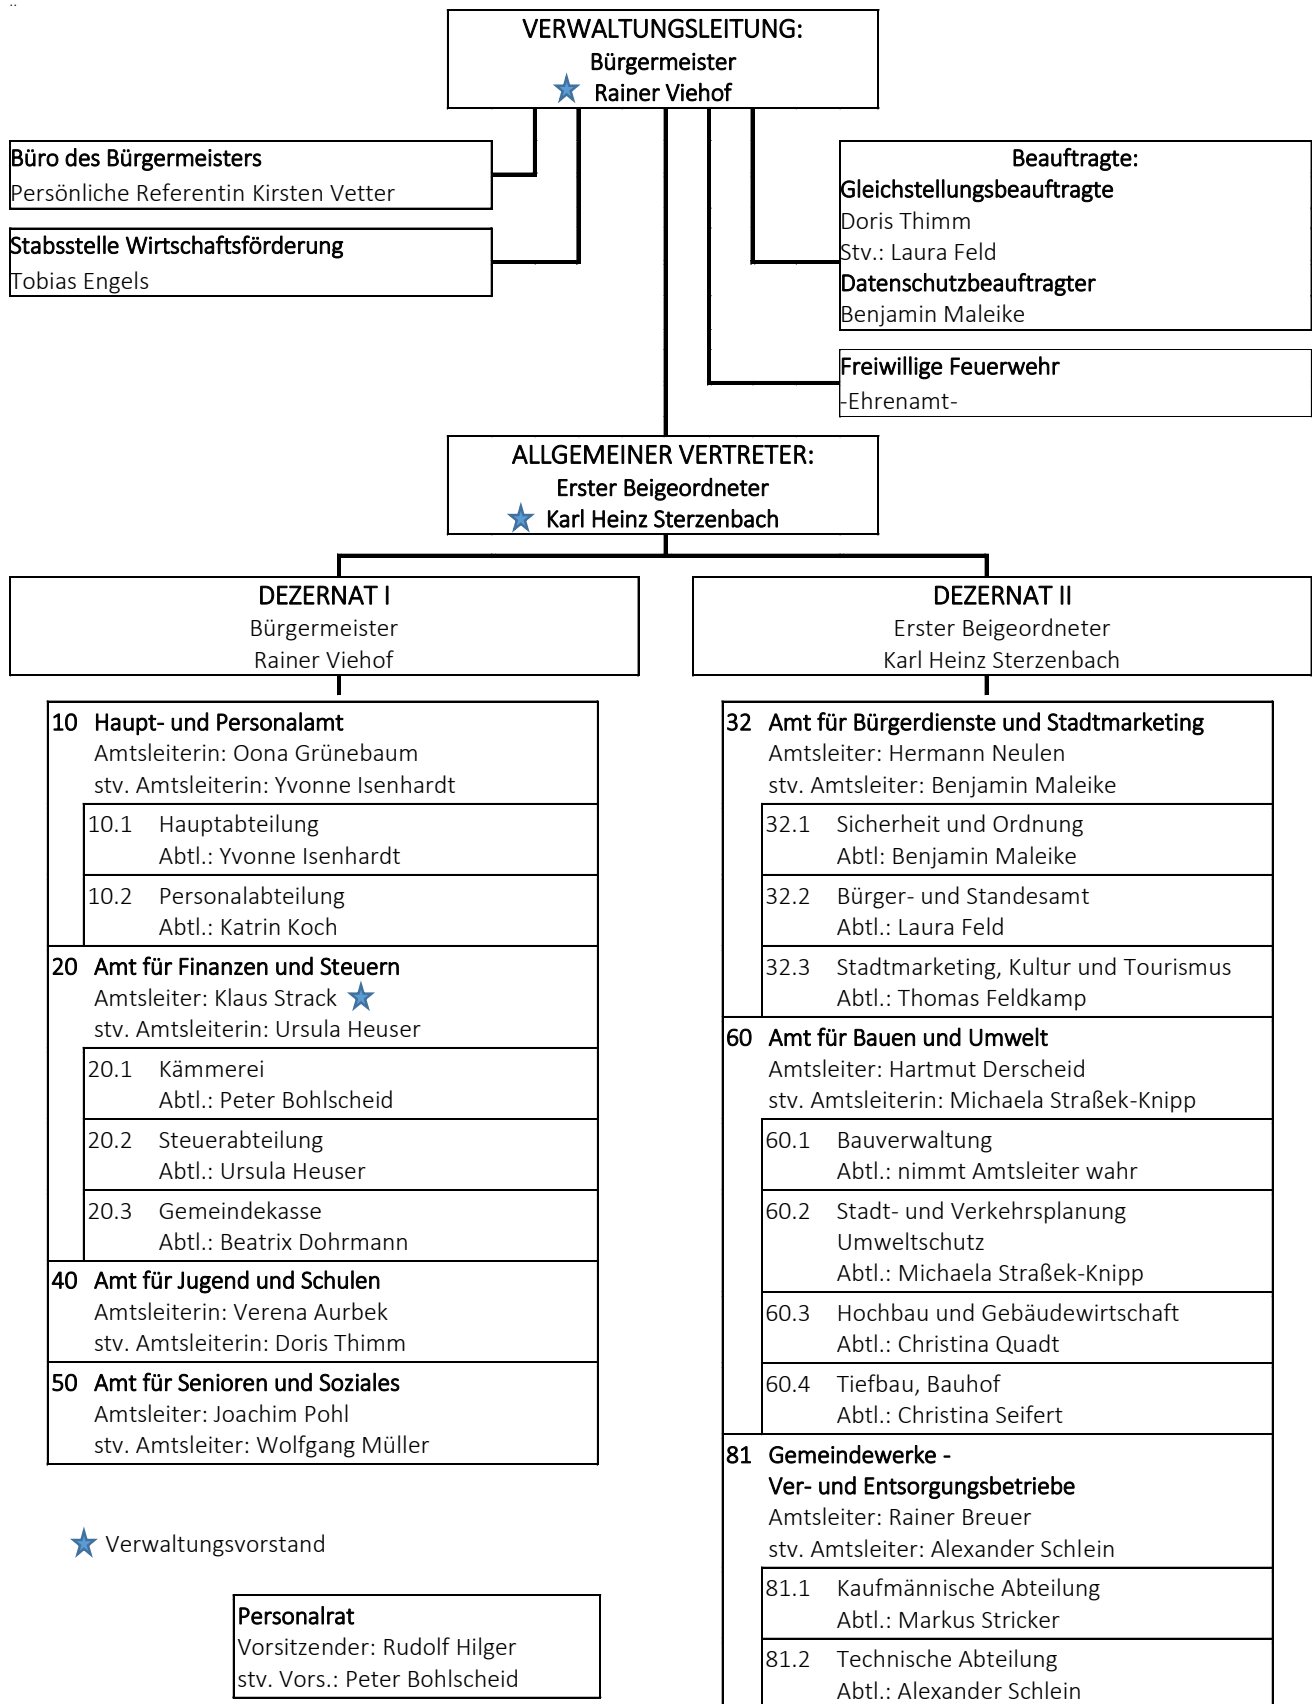 ..
VERWALTUNGSLEITUNG:
Bürgermeister
Rainer Viehof
Büro des Bürgermeisters
Persönliche Referentin Kirsten Vetter
Stabsstelle Wirtschaftsförderung
Tobias Engels
Beauftragte:
Gleichstellungsbeauftragte
Doris Thimm
Stv.: Laura Feld
Datenschutzbeauftragter
Benjamin Maleike
Freiwillige Feuerwehr
-Ehrenamt-
ALLGEMEINER VERTRETER:
Erster Beigeordneter
Karl Heinz Sterzenbach
DEZERNAT I
Bürgermeister
Rainer Viehof
10 Haupt- und Personalamt
Amtsleiterin: Oona Grünebaum
stv. Amtsleiterin: Yvonne Isenhardt
10.1 Hauptabteilung
Abtl.: Yvonne Isenhardt
10.2 Personalabteilung
Abtl.: Katrin Koch
20 Amt für Finanzen und Steuern
Amtsleiter: Klaus Strack
stv. Amtsleiterin: Ursula Heuser
20.1 Kämmerei
Abtl.: Peter Bohlscheid
20.2 Steuerabteilung
Abtl.: Ursula Heuser
20.3 Gemeindekasse
Abtl.: Beatrix Dohrmann
40 Amt für Jugend und Schulen
Amtsleiterin: Verena Aurbek
stv. Amtsleiterin: Doris Thimm
50 Amt für Senioren und Soziales
Amtsleiter: Joachim Pohl
stv. Amtsleiter: Wolfgang Müller
DEZERNAT II
Erster Beigeordneter
Karl Heinz Sterzenbach
32 Amt für Bürgerdienste und Stadtmarketing
Amtsleiter: Hermann Neulen
stv. Amtsleiter: Benjamin Maleike
32.1 Sicherheit und Ordnung
Abtl: Benjamin Maleike
32.2 Bürger- und Standesamt
Abtl.: Laura Feld
32.3 Stadtmarketing, Kultur und Tourismus
Abtl.: Thomas Feldkamp
60 Amt für Bauen und Umwelt
Amtsleiter: Hartmut Derscheid
stv. Amtsleiterin: Michaela Straßek-Knipp
60.1 Bauverwaltung
Abtl.: nimmt Amtsleiter wahr
60.2 Stadt- und Verkehrsplanung
Umweltschutz
Abtl.: Michaela Straßek-Knipp
60.3 Hochbau und Gebäudewirtschaft
Abtl.: Christina Quadt
60.4 Tiefbau, Bauhof
Abtl.: Christina Seifert
81 Gemeindewerke -
Ver- und Entsorgungsbetriebe
Amtsleiter: Rainer Breuer
stv. Amtsleiter: Alexander Schlein
81.1 Kaufmännische Abteilung
Abtl.: Markus Stricker
81.2 Technische Abteilung
Abtl.: Alexander Schlein
Verwaltungsvorstand
Personalrat
Vorsitzender: Rudolf Hilger
stv. Vors.: Peter Bohlscheid